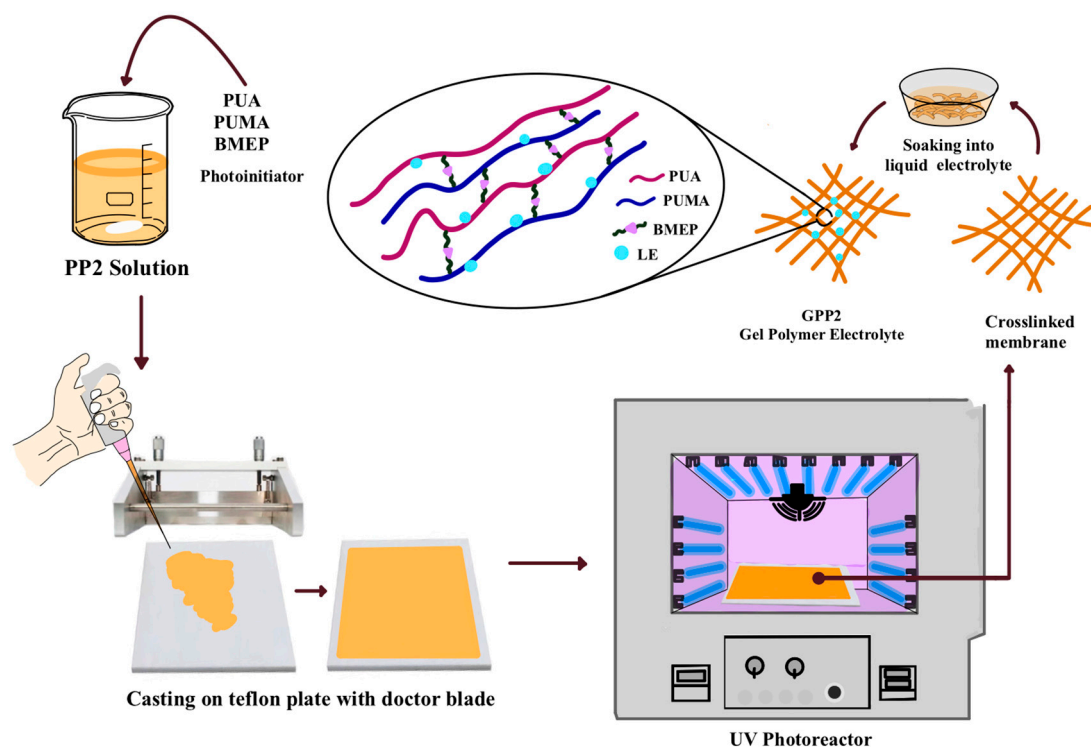 PUA
PUMA
BMEP
Photoinitiator
PP2 Solution
PUA
PUMA
BMEP
LE
Soaking into
liquid electrolyte
GPP2
Gel Polymer Electrolyte
Crosslinked
membrane
Casting on teflon plate with doctor blade
UV Photoreactor